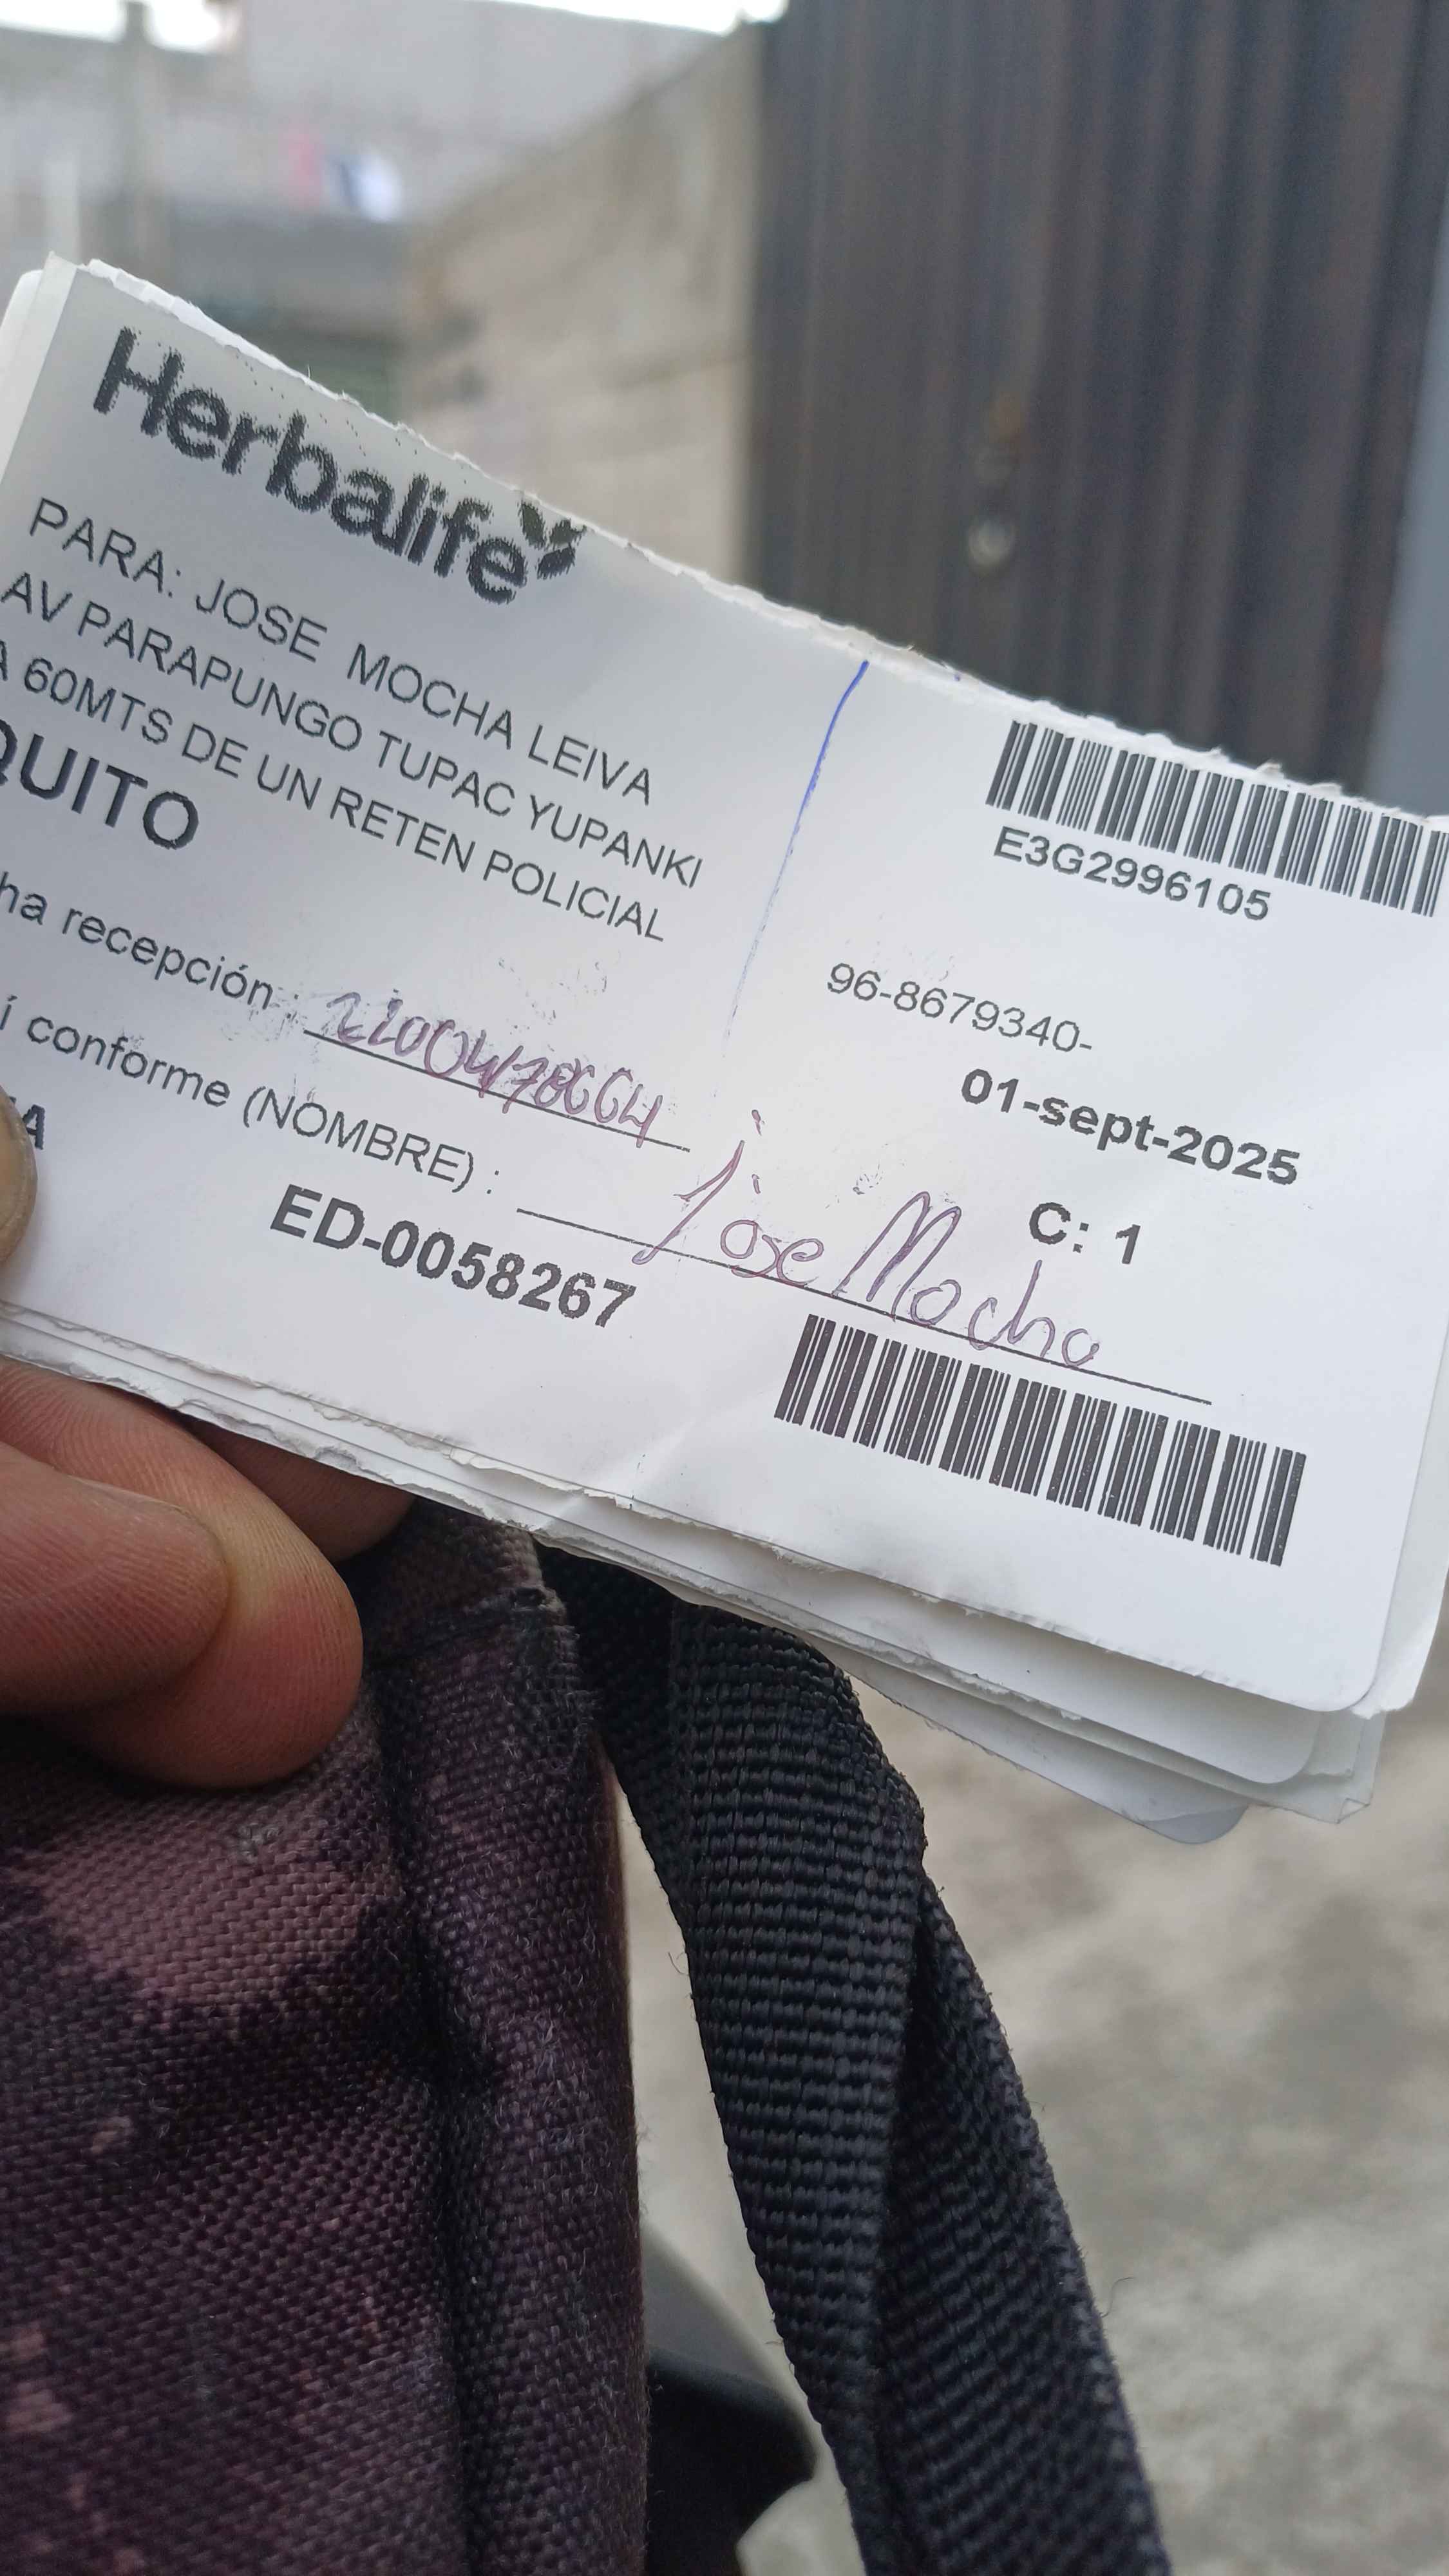 Herbalife
PARA: JOSE MOCHA LEIVA
AV PARAPUNGO TUPAC YUPANKI
A 60MTS DE UN RETEN POLICIAL
QUITO
ha recepción :
í conforme (NOMBRE) : Jose Mocha
A
ED-0058267
E3G2996105
96-8679340-
01-sept-2025
C: 1